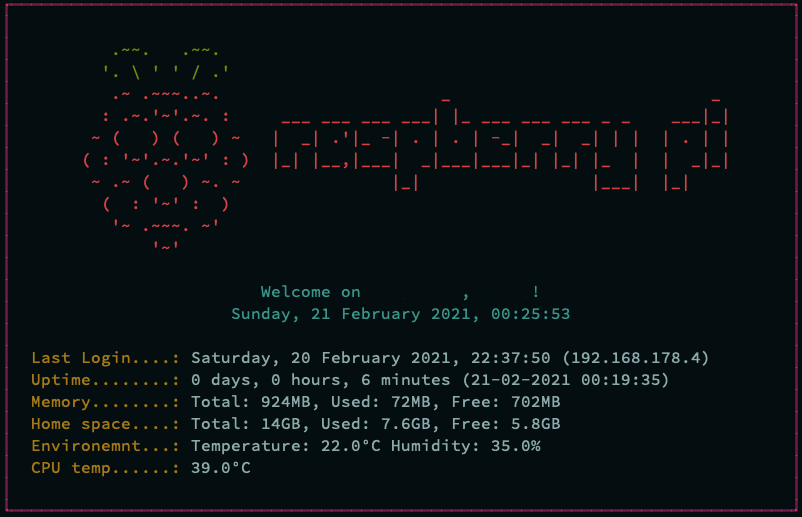 raspberry pi
Welcome on , !
Sunday, 21 February 2021, 00:25:53
Last Login....: Saturday, 20 February 2021, 22:37:50 (192.168.178.4)
Uptime........: 0 days, 0 hours, 6 minutes (21-02-2021 00:19:35)
Memory........: Total: 924MB, Used: 72MB, Free: 702MB
Home space....: Total: 14GB, Used: 7.6GB, Free: 5.8GB
Environemnt...: Temperature: 22.0°C Humidity: 35.0%
CPU temp......: 39.0°C